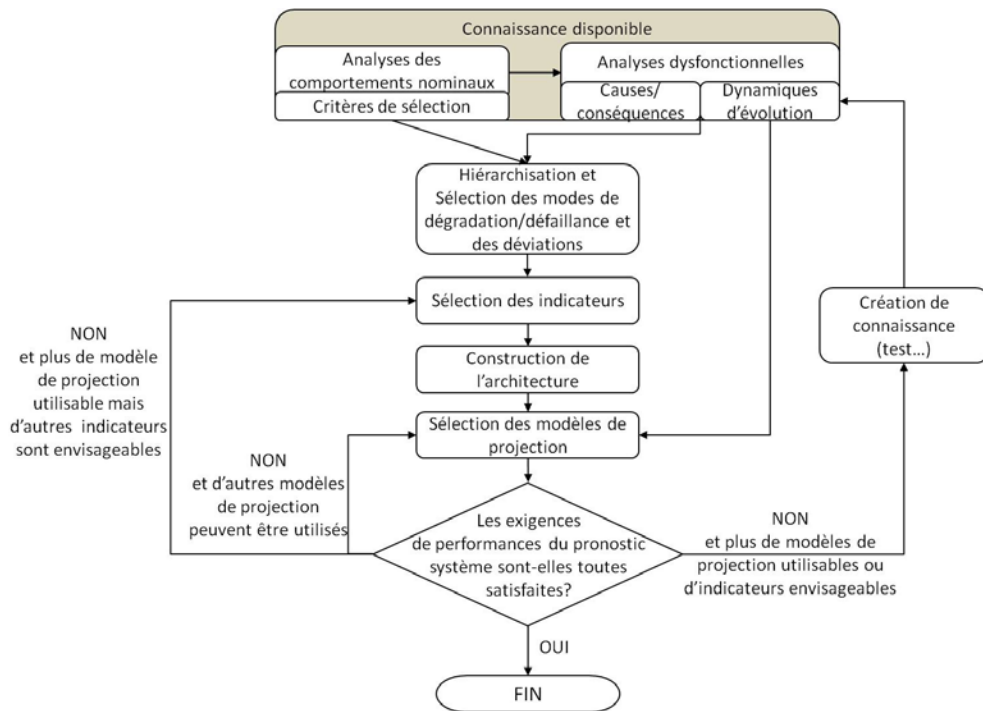 Connaissance disponible
Analyses des
comportements nominaux
Critères de sélection
Analyses dysfonctionnelles
Causes/
conséquences
Dynamiques
d'évolution
Hiérarchisation et
Sélection des modes de
dégradation/défaillance et
des déviations
Sélection des indicateurs
Construction de
l'architecture
Sélection des modèles de
projection
Création de
connaissance
(test...)
NON
et plus de modèle
de projection
utilisable mais
d'autres indicateurs
sont envisageables
NON
et d'autres modèles
de projection
peuvent être utilisés
Les exigences
de performances du pronostic
système sont-elles toutes
satisfaites?
NON
et plus de modèles de
projection utilisables ou
d'indicateurs envisageables
OUI
FIN